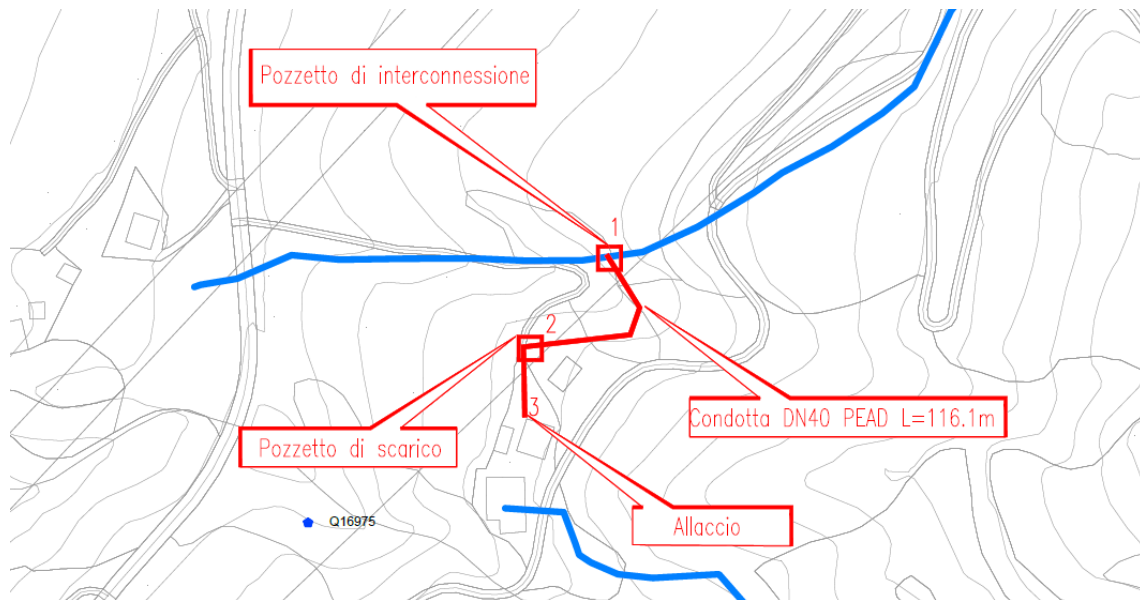 Pozzetto di interconnessione
1
2
3
Condotta DN40 PEAD L=116.1m
Pozzetto di scarico
Q16975
Allaccio